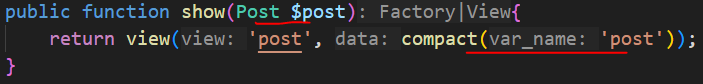 public function show(Post $post): Factory|View{
return view(view: 'post', data: compact(var_name: 'post'));
}